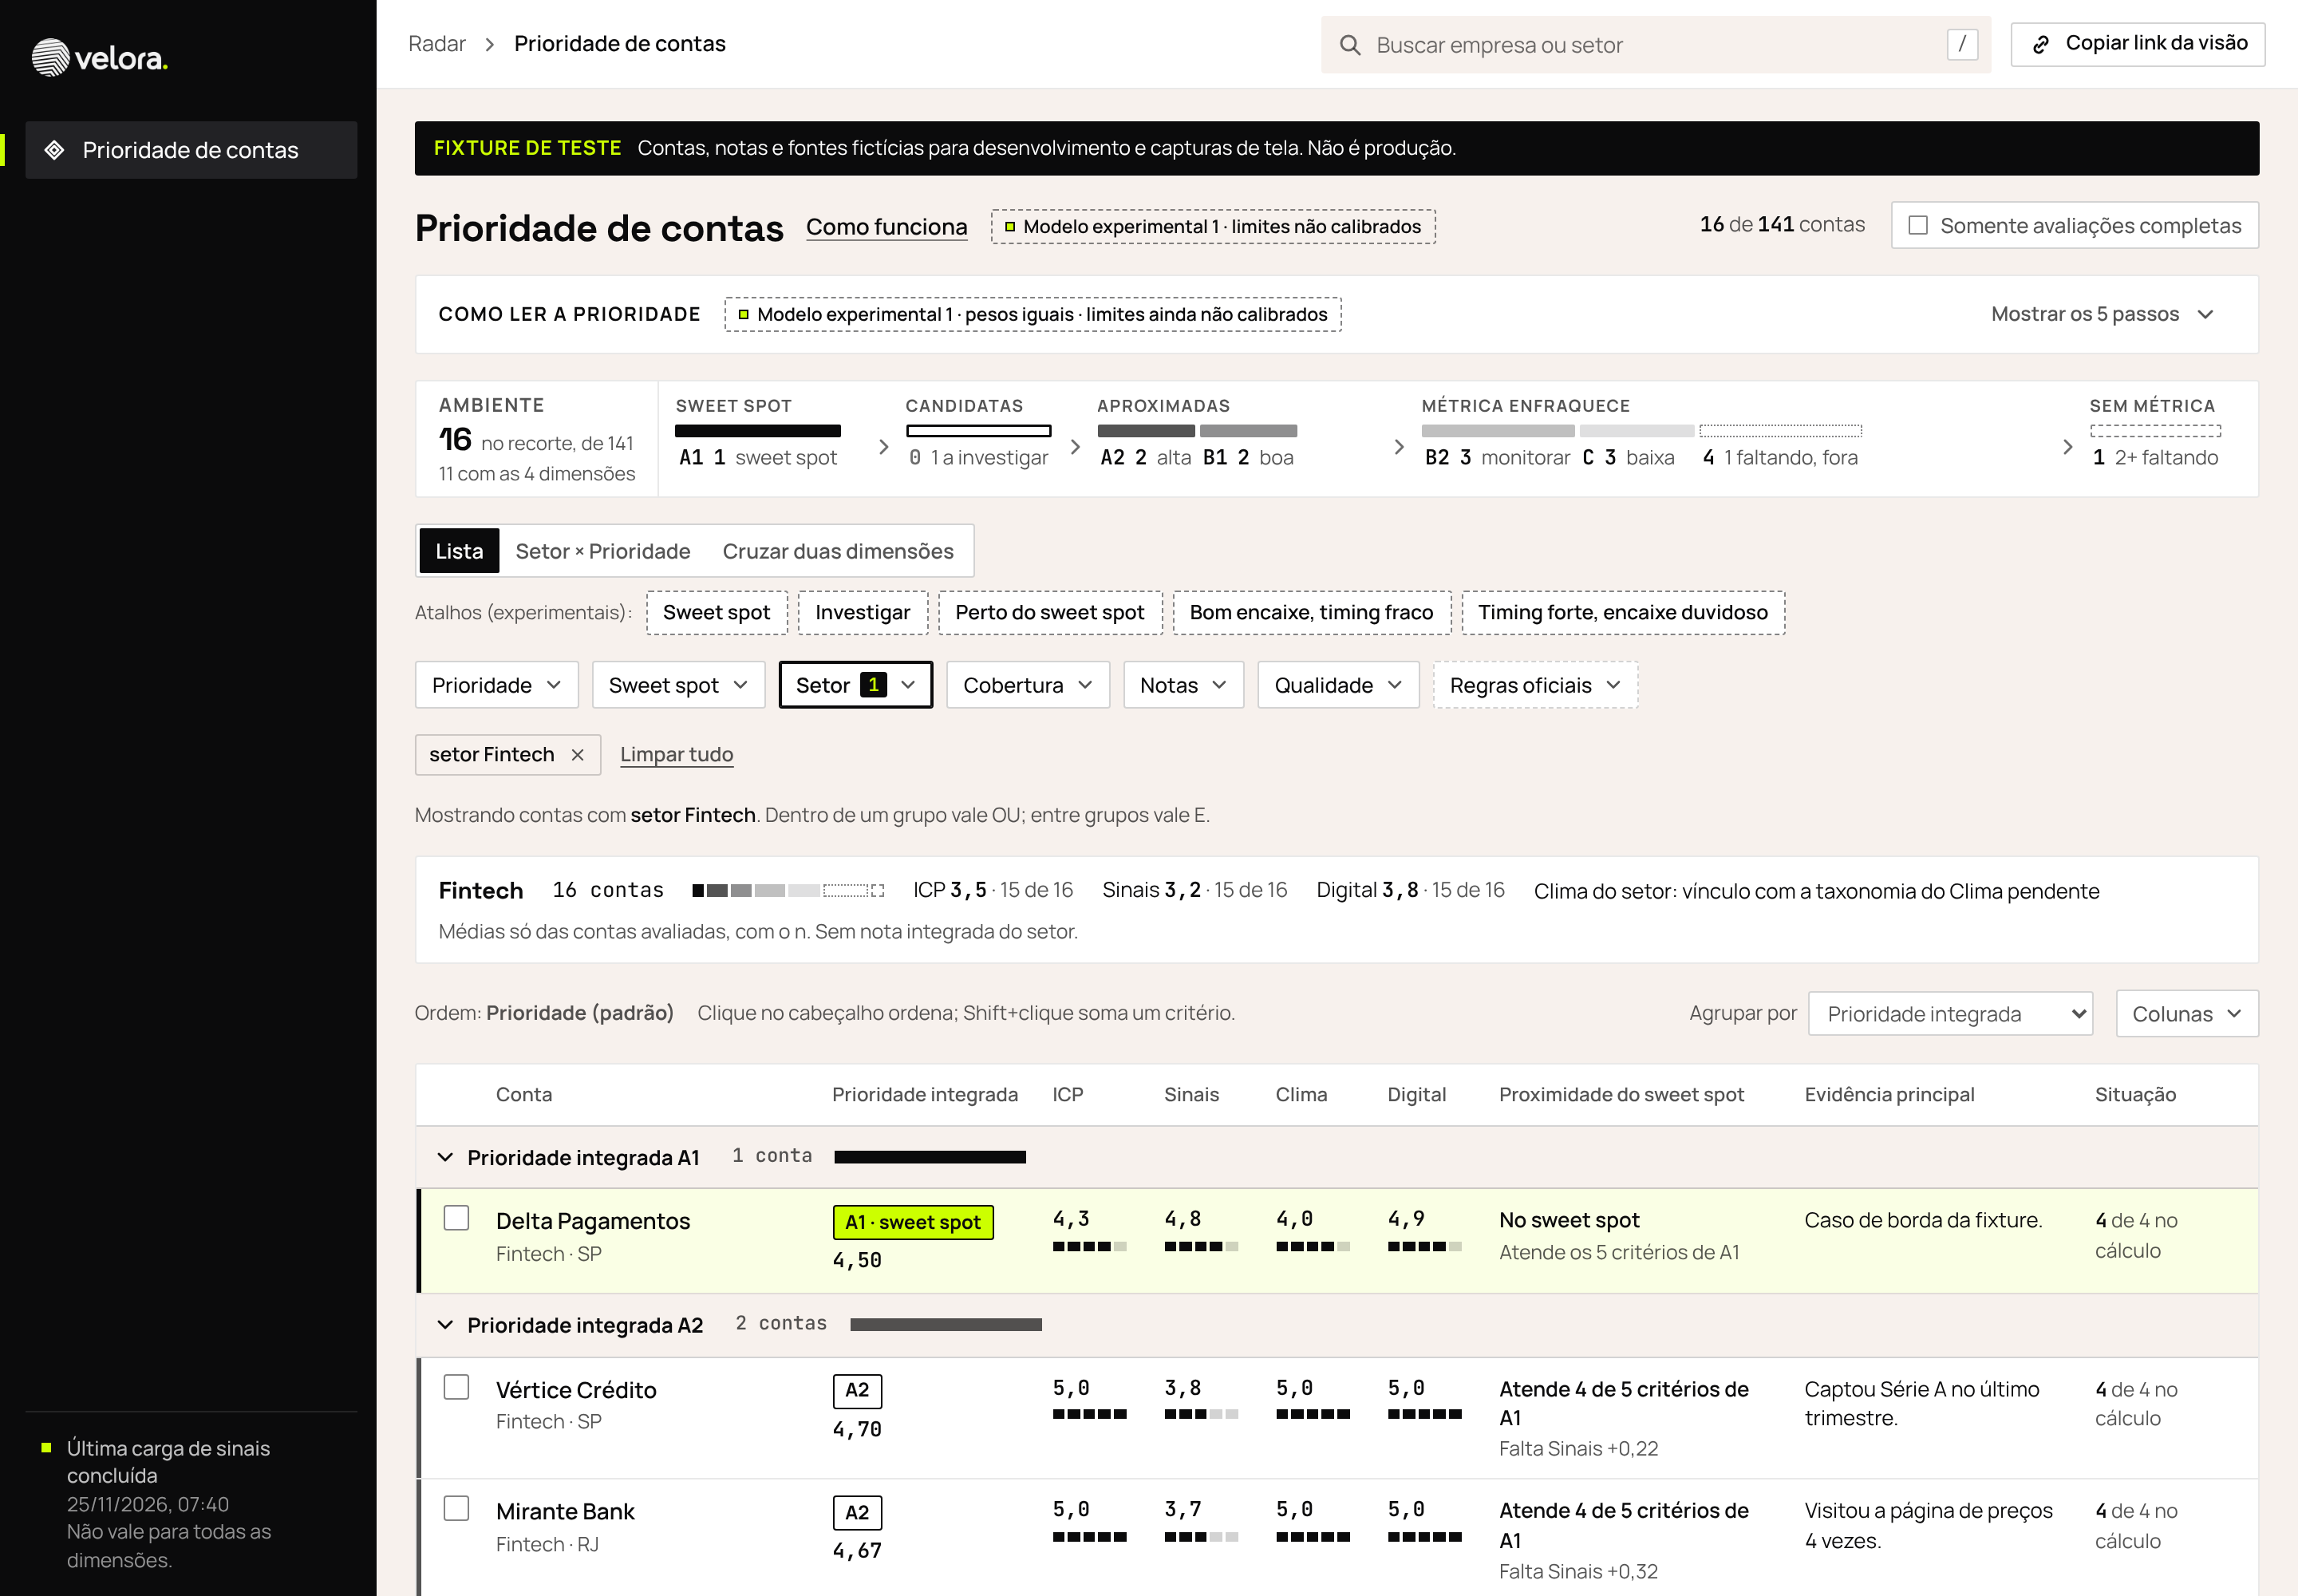 velora.
Prioridade de contas
Última carga de sinais
concluída
25/11/2026, 07:40
Não vale para todas as
dimensões.
Radar > Prioridade de contas
Buscar empresa ou setor
/
Copiar link da visão
FIXTURE DE TESTE Contas, notas e fontes fictícias para desenvolvimento e capturas de tela. Não é produção.
Prioridade de contas Como funciona Modelo experimental 1 · limites não calibrados 16 de 141 contas Somente avaliações completas
COMO LER A PRIORIDADE Modelo experimental 1 · pesos iguais · limites ainda não calibrados Mostrar os 5 passos
AMBIENTE
16 no recorte, de 141
11 com as 4 dimensões
SWEET SPOT
A1 1 sweet spot
CANDIDATAS
0 1 a investigar
APROXIMADAS
A2 2 alta B1 2 boa
MÉTRICA ENFRAQUECE
B2 3 monitorar C 3 baixa 4 1 faltando, fora
SEM MÉTRICA
1 2+ faltando
Lista Setor × Prioridade Cruzar duas dimensões
Atalhos (experimentais): Sweet spot Investigar Perto do sweet spot Bom encaixe, timing fraco Timing forte, encaixe duvidoso
Prioridade Sweet spot Setor 1 Cobertura Notas Qualidade Regras oficiais
setor Fintech × Limpar tudo
Mostrando contas com setor Fintech. Dentro de um grupo vale OU; entre grupos vale E.
Fintech 16 contas ICP 3,5 · 15 de 16 Sinais 3,2 · 15 de 16 Digital 3,8 · 15 de 16 Clima do setor: vínculo com a taxonomia do Clima pendente
Médias só das contas avaliadas, com o n. Sem nota integrada do setor.
Ordem: Prioridade (padrão) Clique no cabeçalho ordena; Shift+clique soma um critério. Agrupar por Prioridade integrada Colunas
Conta Prioridade integrada ICP Sinais Clima Digital Proximidade do sweet spot Evidência principal Situação
Prioridade integrada A1 1 conta
Delta Pagamentos
Fintech · SP
A1 · sweet spot
4,50
4,3 4,8 4,0 4,9
No sweet spot
Atende os 5 critérios de A1
Caso de borda da fixture.
4 de 4 no
cálculo
Prioridade integrada A2 2 contas
Vértice Crédito
Fintech · SP
A2
4,70
5,0 3,8 5,0 5,0
Atende 4 de 5 critérios de
A1
Falta Sinais +0,22
Captou Série A no último
trimestre.
4 de 4 no
cálculo
Mirante Bank
Fintech · RJ
A2
4,67
5,0 3,7 5,0 5,0
Atende 4 de 5 critérios de
A1
Falta Sinais +0,32
Visitou a página de preços
4 vezes.
4 de 4 no
cálculo